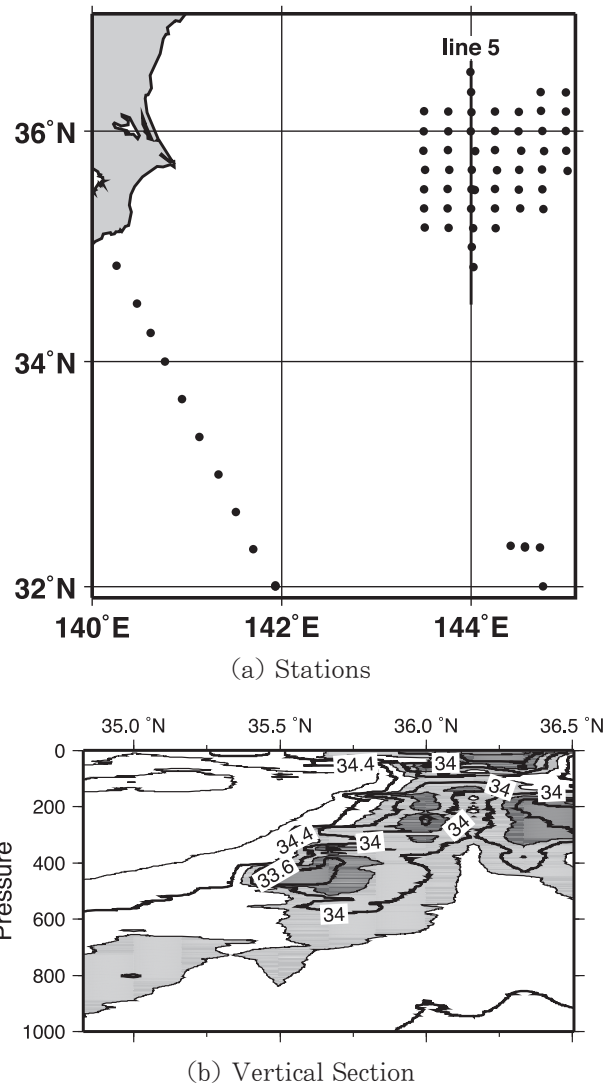 line 5
36°N
34°N
32°N
140°E 142°E 144°E
(a) Stations
35.0°N 35.5°N 36.0°N 36.5°N
0
200
400
600
800
1000
Pressure
34.4
34
34
34
34
34.4
34
33.6
34
(b) Vertical Section